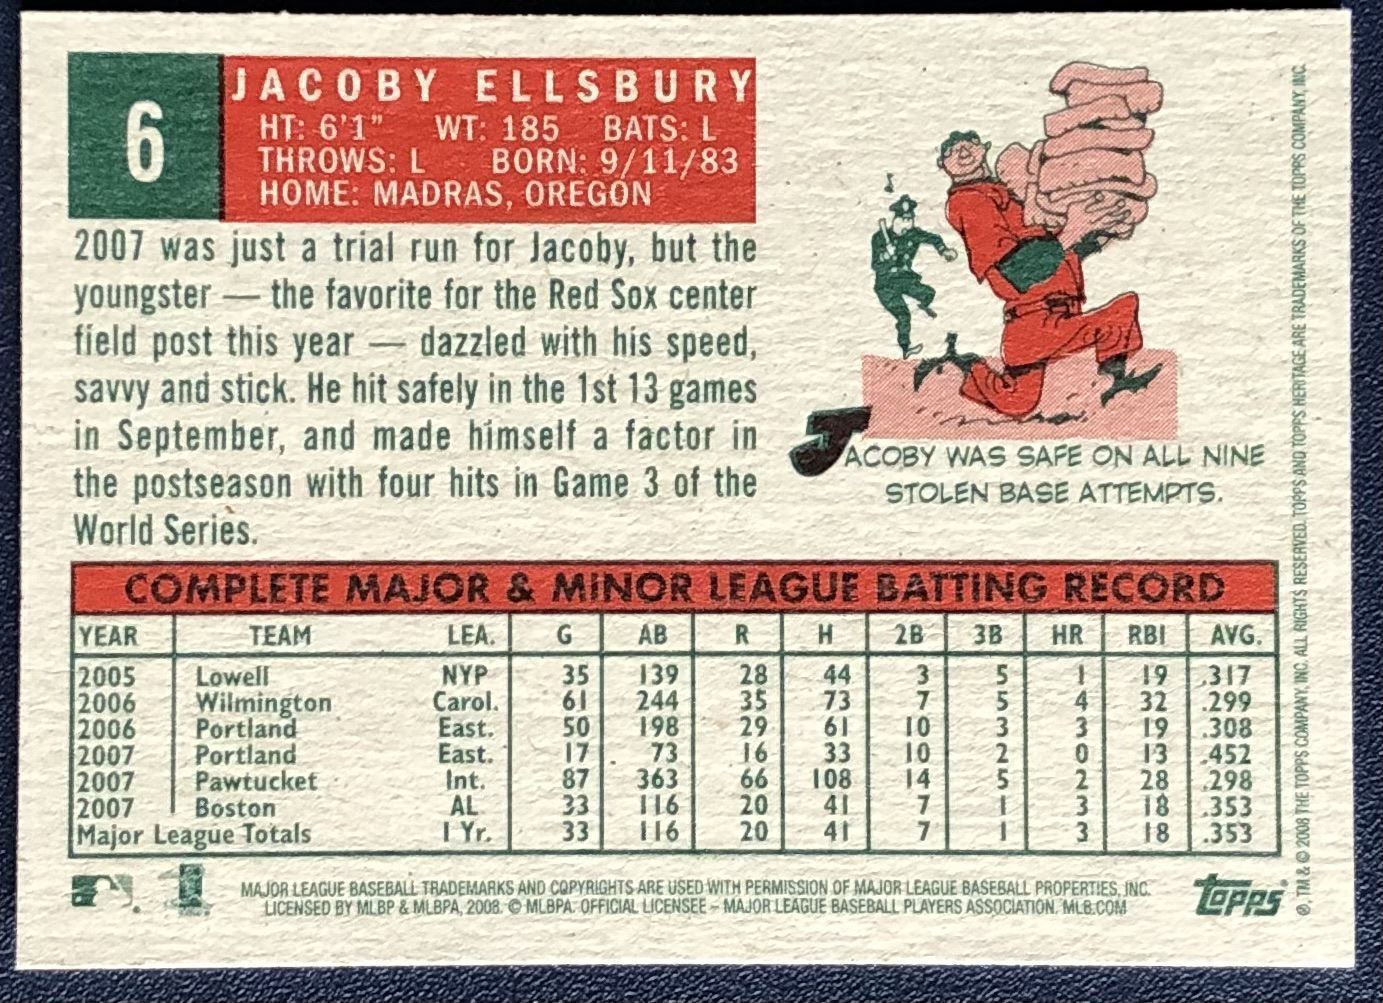 6
JACOBY ELLSBURY
HT: 6'1" WT: 185 BATS: L
THROWS: L BORN: 9/11/83
HOME: MADRAS, OREGON
2007 was just a trial run for Jacoby, but the
youngster — the favorite for the Red Sox center
field post this year — dazzled with his speed,
savvy and stick. He hit safely in the 1st 13 games
in September, and made himself a factor in
the postseason with four hits in Game 3 of the
World Series.
JACOBY WAS SAFE ON ALL NINE
STOLEN BASE ATTEMPTS.
COMPLETE MAJOR & MINOR LEAGUE BATTING RECORD
YEAR TEAM LEA. G AB R H 2B 3B HR RBI AVG.
2005 Lowell NYP 35 139 28 44 3 5 1 19 .317
2006 Wilmington Carol. 61 244 35 73 7 5 4 32 .299
2006 Portland East. 50 198 29 61 10 3 3 19 .308
2007 Portland East. 17 73 16 33 10 2 0 13 .452
2007 Pawtucket Int. 87 363 66 108 14 5 2 28 .298
2007 Boston AL 33 116 20 41 7 1 3 18 .353
Major League Totals 1 Yr. 33 116 20 41 7 1 3 18 .353
MAJOR LEAGUE BASEBALL TRADEMARKS AND COPYRIGHTS ARE USED WITH PERMISSION OF MAJOR LEAGUE BASEBALL PROPERTIES, INC.
LICENSED BY MLBP & MLBPA, 2008. © MLBPA. OFFICIAL LICENSEE – MAJOR LEAGUE BASEBALL PLAYERS ASSOCIATION. MLB.COM
topps®
®, TM & © 2008 THE TOPPS COMPANY, INC. ALL RIGHTS RESERVED. TOPPS AND TOPPS HERITAGE ARE TRADEMARKS OF THE TOPPS COMPANY, INC.